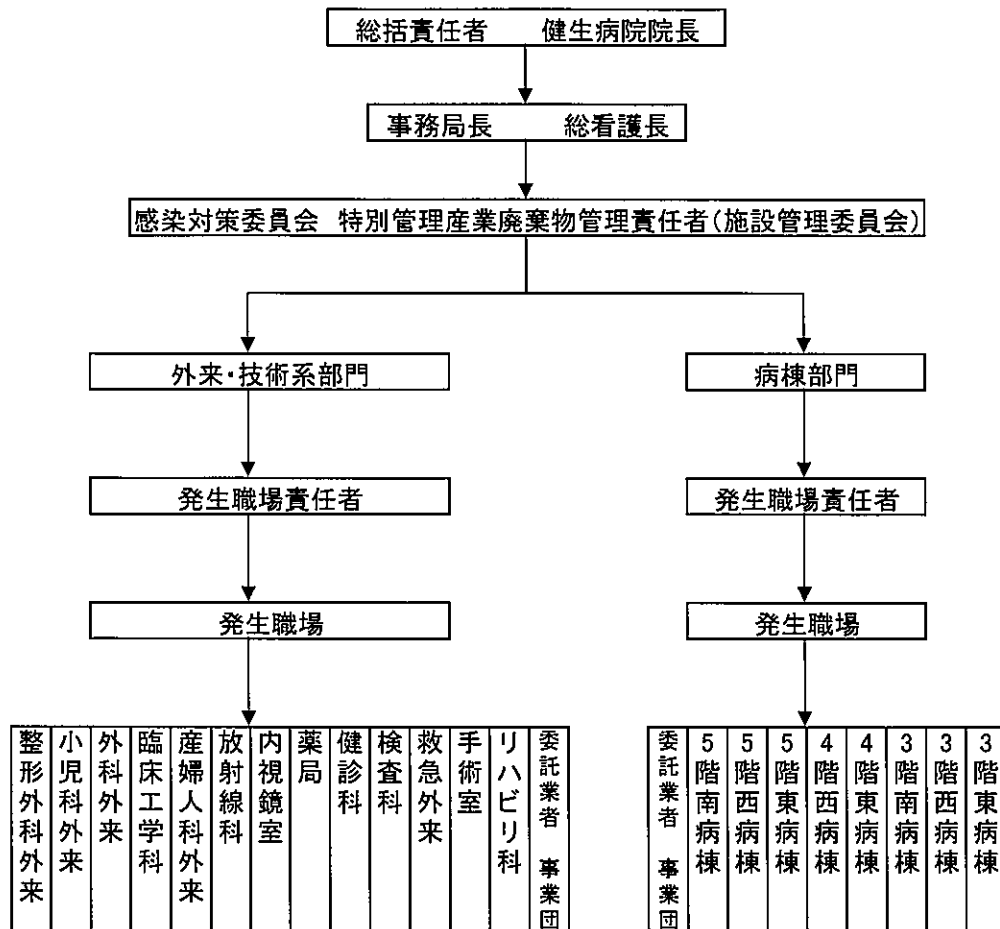 総括責任者　　健生病院院長
事務局長　　総看護長
感染対策委員会　特別管理産業廃棄物管理責任者(施設管理委員会)
外来・技術系部門
病棟部門
発生職場責任者
発生職場責任者
発生職場
発生職場
整形外科外来
小児科外来
外科外来
臨床工学科
産婦人科外来
放射線科
内視鏡室
薬局
健診科
検査科
救急外来
手術室
リハビリ科
委託業者　事業団
委託業者　事業団
5階南病棟
5階西病棟
5階東病棟
4階西病棟
4階東病棟
3階南病棟
3階西病棟
3階東病棟